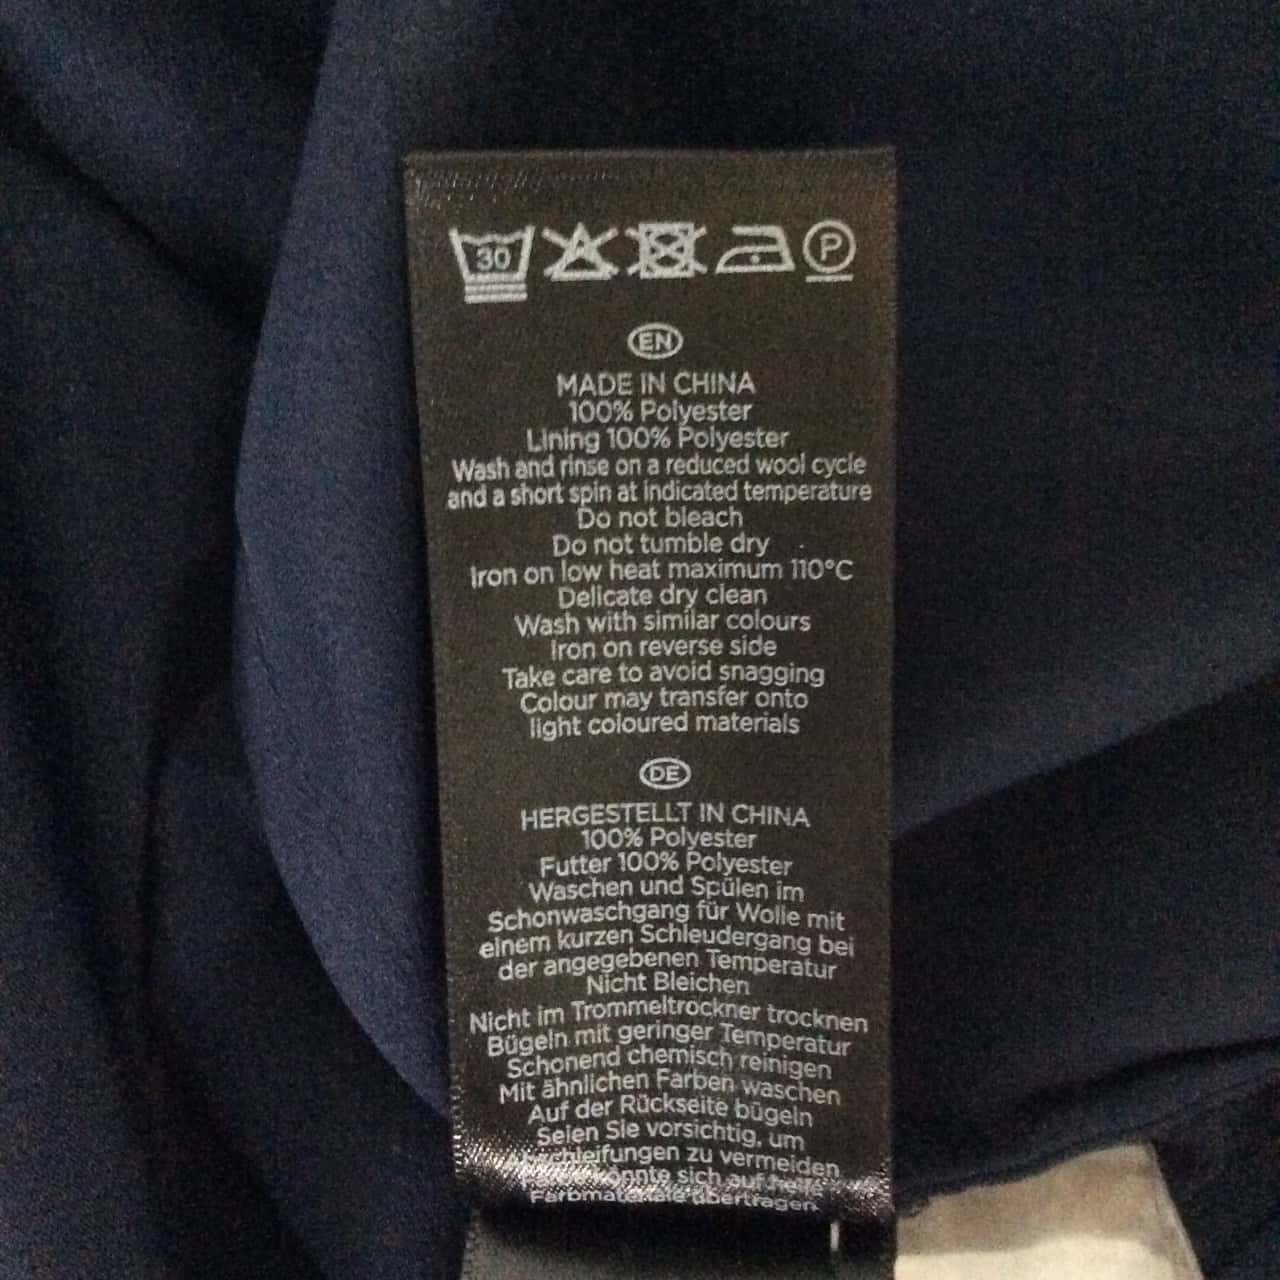 30
P
EN
MADE IN CHINA
100% Polyester
Lining 100% Polyester
Wash and rinse on a reduced wool cycle
and a short spin at indicated temperature
Do not bleach
Do not tumble dry
Iron on low heat maximum 110°C
Delicate dry clean
Wash with similar colours
Iron on reverse side
Take care to avoid snagging
Colour may transfer onto
light coloured materials
DE
HERGESTELLT IN CHINA
100% Polyester
Futter 100% Polyester
Waschen und Spülen im
Schonwaschgang für Wolle mit
einem kurzen Schleudergang bei
der angegebenen Temperatur
Nicht Bleichen
Nicht im Trommeltrockner trocknen
Bügeln mit geringer Temperatur
Schonend chemisch reinigen
Mit ähnlichen Farben waschen
Auf der Rückseite bügeln
Seien Sie vorsichtig, um
zu vermeiden
sich auf
übertragen